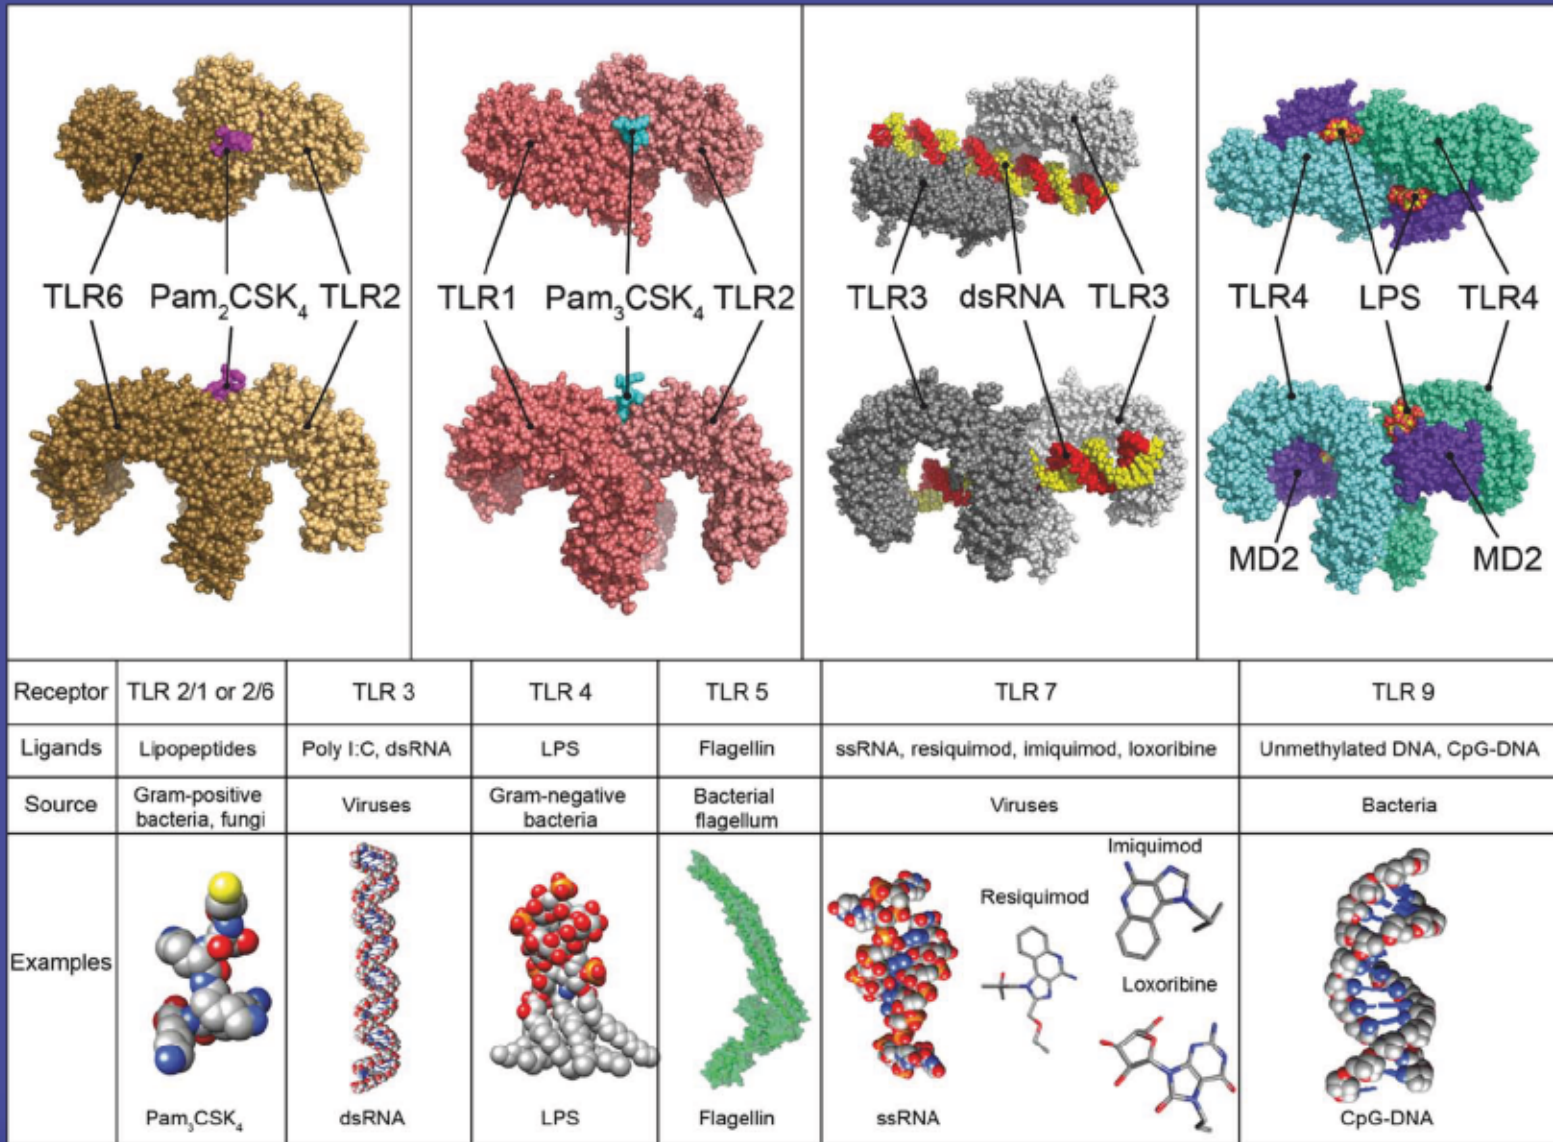 TLR6 Pam₂CSK₄ TLR2
TLR1 Pam₃CSK₄ TLR2
TLR3 dsRNA TLR3
TLR4 LPS TLR4
MD2 MD2
Receptor TLR 2/1 or 2/6 TLR 3 TLR 4 TLR 5 TLR 7 TLR 9
Ligands Lipopeptides Poly I:C, dsRNA LPS Flagellin ssRNA, resiquimod, imiquimod, loxoribine Unmethylated DNA, CpG-DNA
Source Gram-positive bacteria, fungi Viruses Gram-negative bacteria Bacterial flagellum Viruses Bacteria
Examples
Imiquimod
Resiquimod
Loxoribine
Pam₃CSK₄ dsRNA LPS Flagellin ssRNA CpG-DNA